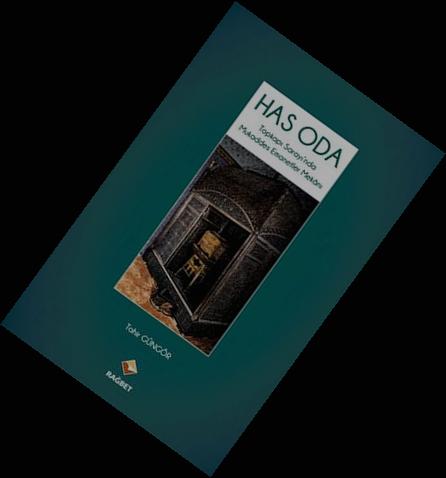 HAS ODA
Topkapı Sarayı'nda
Mukaddes Emanetler Mekânı
Tahir GÜNGÖR
RAĞBET